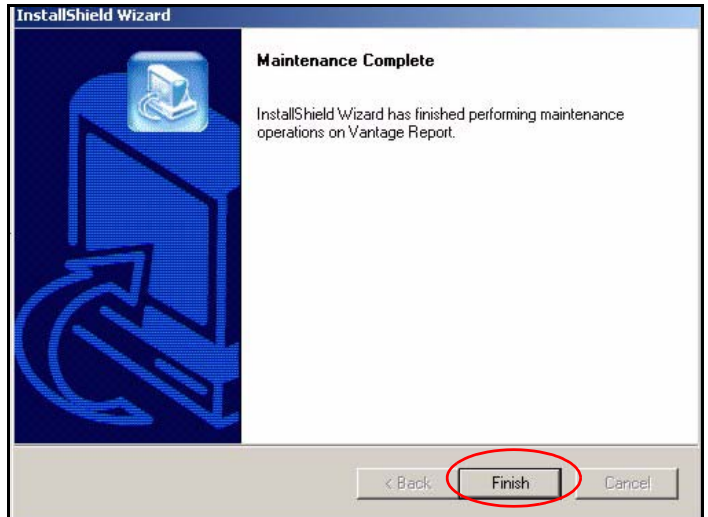 InstallShield Wizard
Maintenance Complete
InstallShield Wizard has finished performing maintenance
operations on Vantage Report.
< Back
Finish
Cancel